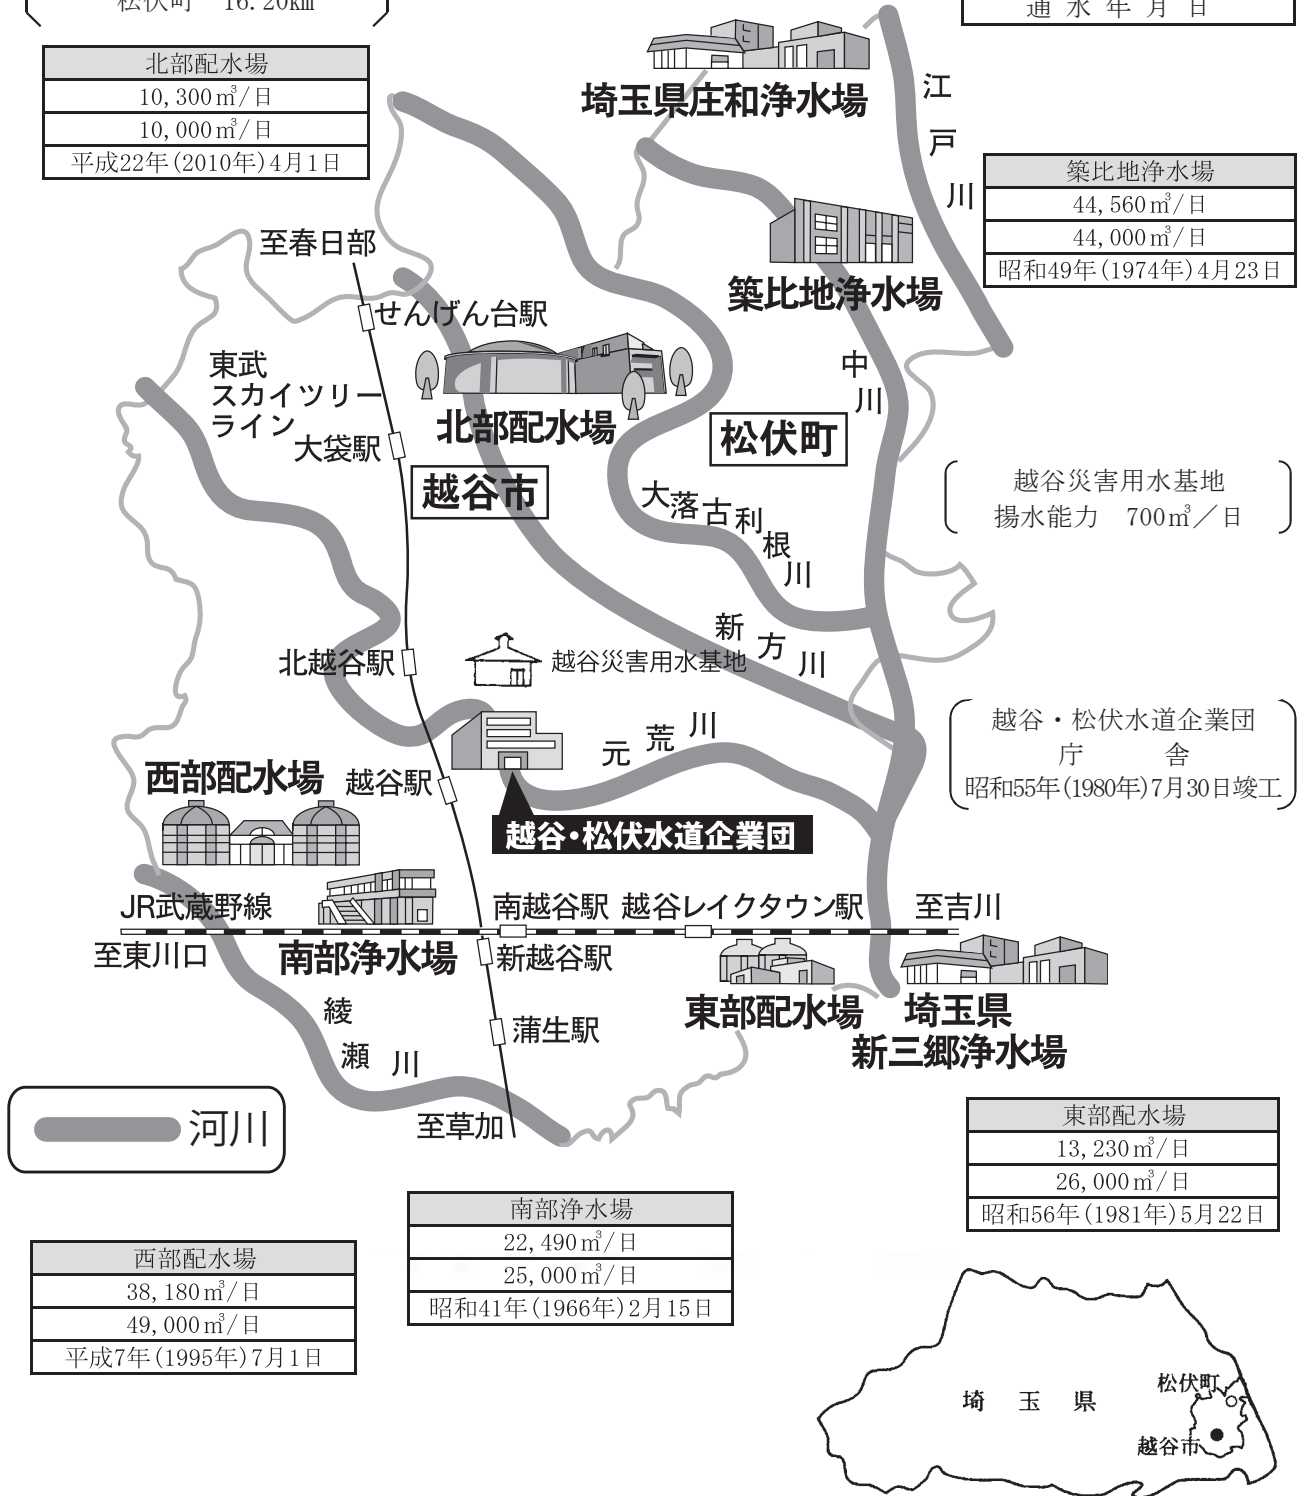 松伏町　16.20km²
通水年月日
北部配水場
10,300㎥/日
10,000㎥/日
平成22年(2010年)4月1日
埼玉県庄和浄水場
江戸川
築比地浄水場
44,560㎥/日
44,000㎥/日
昭和49年(1974年)4月23日
至春日部
築比地浄水場
せんげん台駅
東武
スカイツリー
ライン
中川
北部配水場
松伏町
大袋駅
越谷市
越谷災害用水基地
揚水能力　700㎥／日
大落古利根川
新方川
北越谷駅
越谷災害用水基地
越谷・松伏水道企業団
庁　舎
昭和55年(1980年)7月30日竣工
元荒川
西部配水場
越谷駅
越谷・松伏水道企業団
JR武蔵野線
南越谷駅
越谷レイクタウン駅
至吉川
至東川口
南部浄水場
新越谷駅
東部配水場
埼玉県
新三郷浄水場
綾瀬川
蒲生駅
至草加
河川
東部配水場
13,230㎥/日
26,000㎥/日
昭和56年(1981年)5月22日
南部浄水場
22,490㎥/日
25,000㎥/日
昭和41年(1966年)2月15日
西部配水場
38,180㎥/日
49,000㎥/日
平成7年(1995年)7月1日
松伏町
埼玉県
越谷市